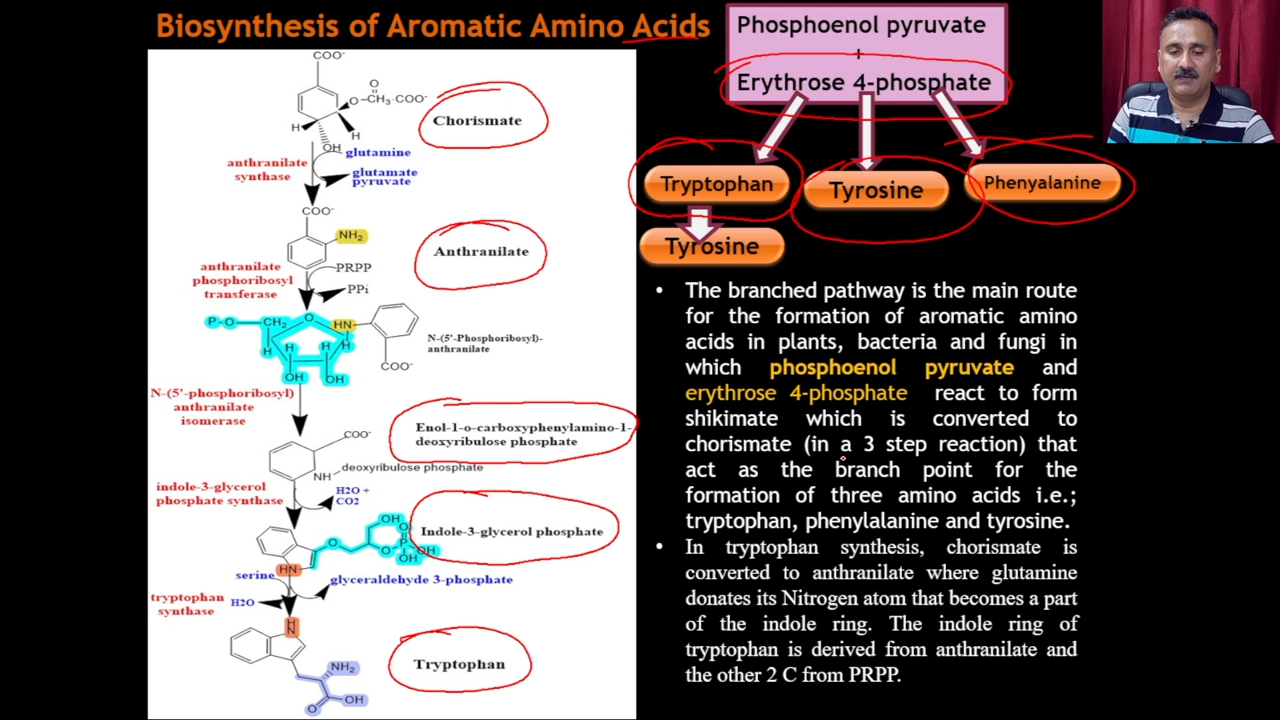 Biosynthesis of Aromatic Amino Acids
Phosphoenol pyruvate
+
Erythrose 4-phosphate
Tryptophan
Tyrosine
Phenyalanine
Tyrosine
COO-
O
O-CH3-COO-
H
H
OH
Chorismate
anthranilate
synthase
glutamine
glutamate
pyruvate
COO-
NH2
Anthranilate
anthranilate
phosphoribosyl
transferase
PRPP
PPi
P-O
CH2
O
HN
H
H
H
H
OH
OH
COO-
N-(5'-Phosphoribosyl)-
anthranilate
N-(5'-phosphoribosyl)
anthranilate
isomerase
COO-
NH
deoxyribulose phosphate
Enol-1-o-carboxyphenylamino-1-
deoxyribulose phosphate
indole-3-glycerol
phosphate synthase
H2O +
CO2
OH
O
O
O
P
OH
OH
HN
Indole-3-glycerol phosphate
serine
glyceraldehyde 3-phosphate
tryptophan
synthase
H2O
H
N
NH2
OH
O
Tryptophan
• The branched pathway is the main route
for the formation of aromatic amino
acids in plants, bacteria and fungi in
which phosphoenol pyruvate and
erythrose 4-phosphate react to form
shikimate which is converted to
chorismate (in a 3 step reaction) that
act as the branch point for the
formation of three amino acids i.e.;
tryptophan, phenylalanine and tyrosine.
• In tryptophan synthesis, chorismate is
converted to anthranilate where glutamine
donates its Nitrogen atom that becomes a part
of the indole ring. The indole ring of
tryptophan is derived from anthranilate and
the other 2 C from PRPP.